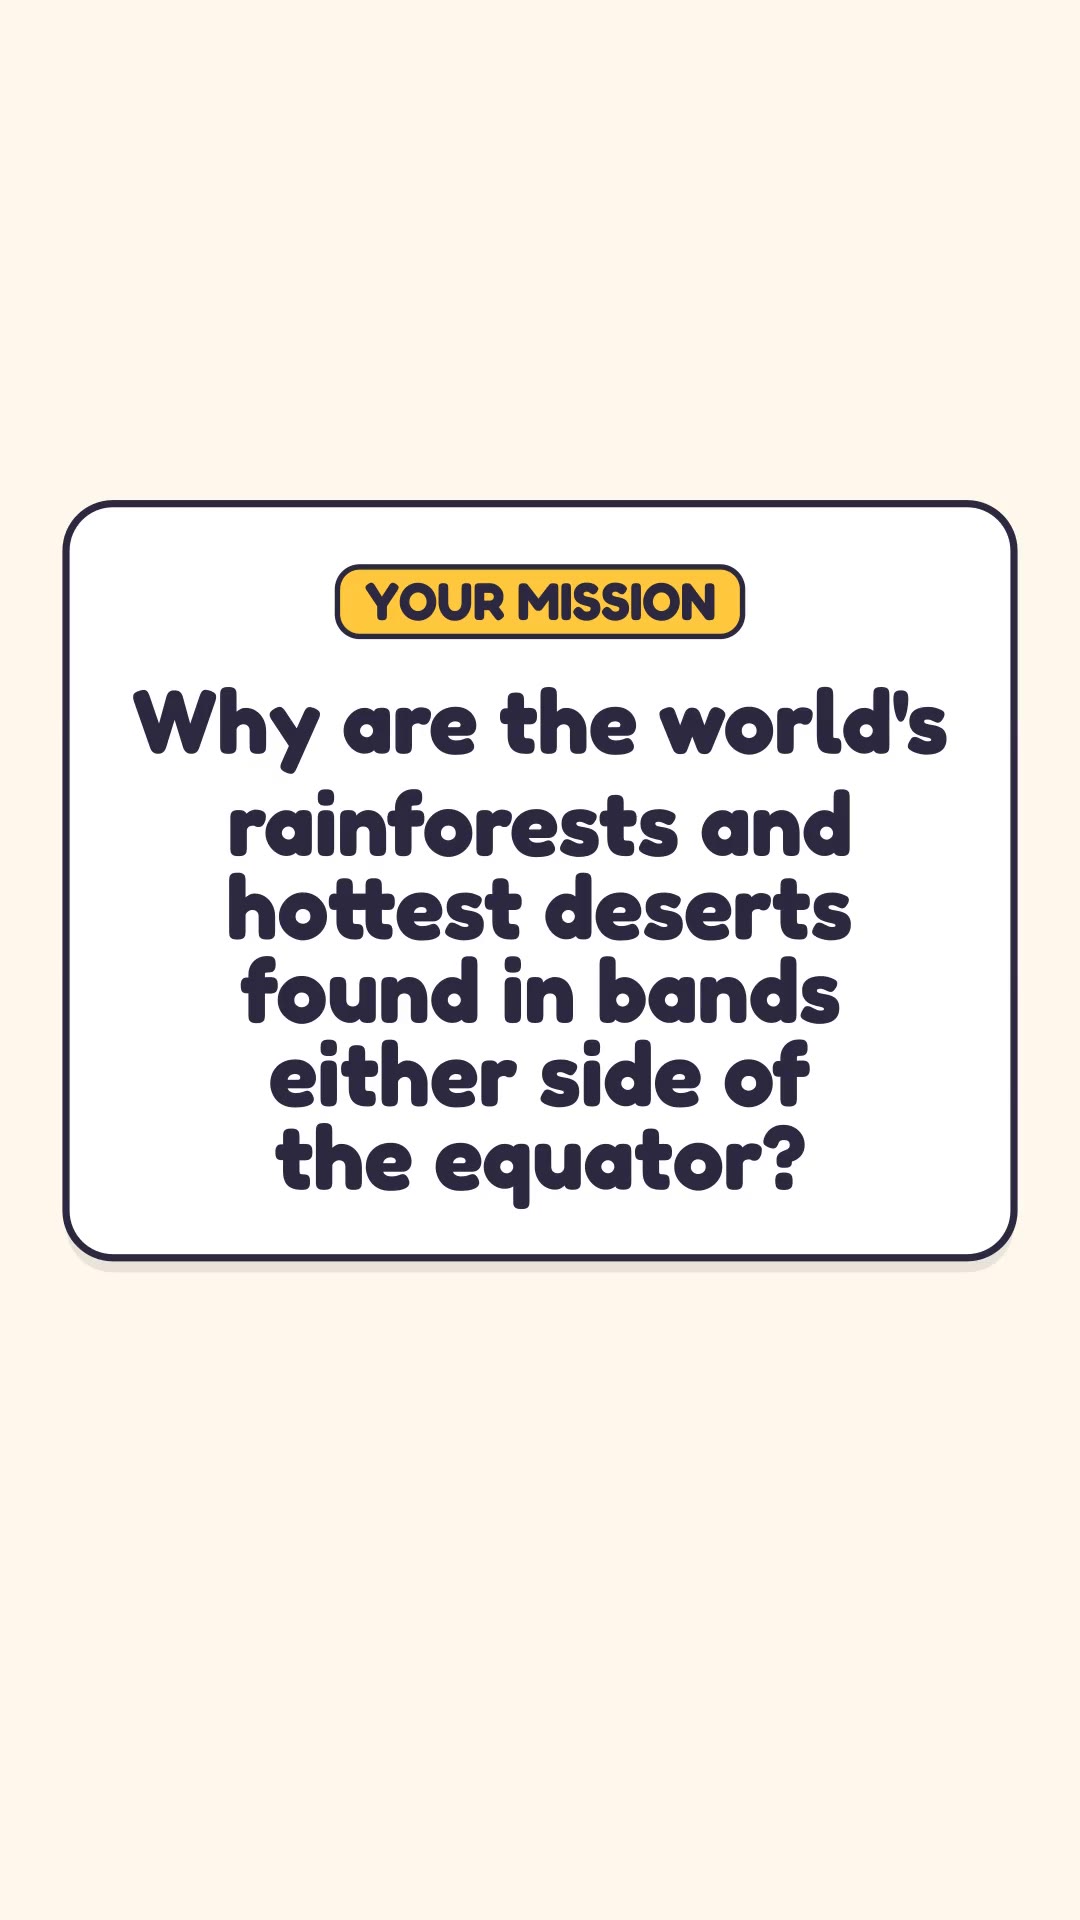 YOUR MISSION
Why are the world's
rainforests and
hottest deserts
found in bands
either side of
the equator?